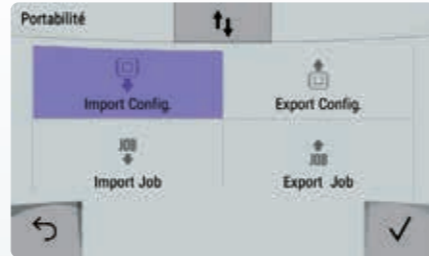 Portabilité
Import Config.
Export Config.
JOB
JOB
Import Job
Export Job